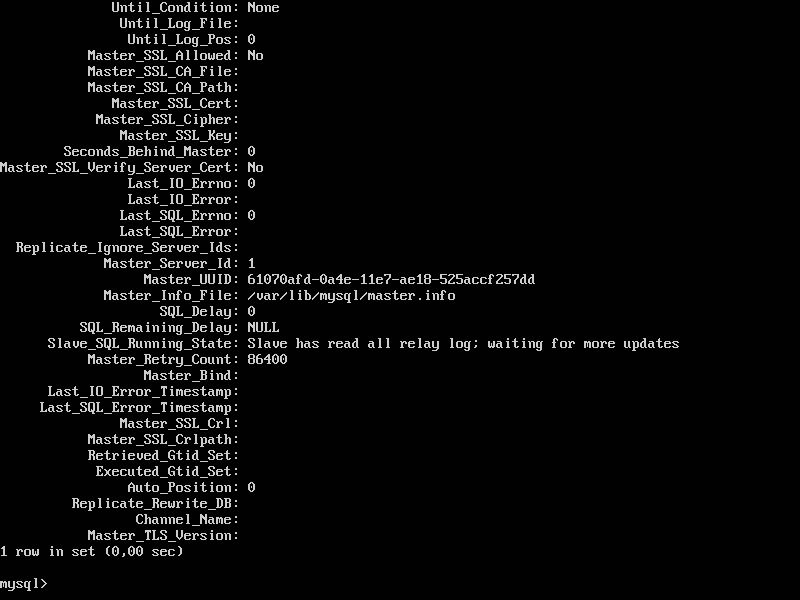 Until_Condition: None
Until_Log_File:
Until_Log_Pos: 0
Master_SSL_Allowed: No
Master_SSL_CA_File:
Master_SSL_CA_Path:
Master_SSL_Cert:
Master_SSL_Cipher:
Master_SSL_Key:
Seconds_Behind_Master: 0
Master_SSL_Verify_Server_Cert: No
Last_IO_Errno: 0
Last_IO_Error:
Last_SQL_Errno: 0
Last_SQL_Error:
Replicate_Ignore_Server_Ids:
Master_Server_Id: 1
Master_UUID: 61070afd-0a4e-11e7-ae18-525accf257dd
Master_Info_File: /var/lib/mysql/master.info
SQL_Delay: 0
SQL_Remaining_Delay: NULL
Slave_SQL_Running_State: Slave has read all relay log; waiting for more updates
Master_Retry_Count: 86400
Master_Bind:
Last_IO_Error_Timestamp:
Last_SQL_Error_Timestamp:
Master_SSL_Crl:
Master_SSL_Crlpath:
Retrieved_Gtid_Set:
Executed_Gtid_Set:
Auto_Position: 0
Replicate_Rewrite_DB:
Channel_Name:
Master_TLS_Version:
1 row in set (0,00 sec)
mysql>